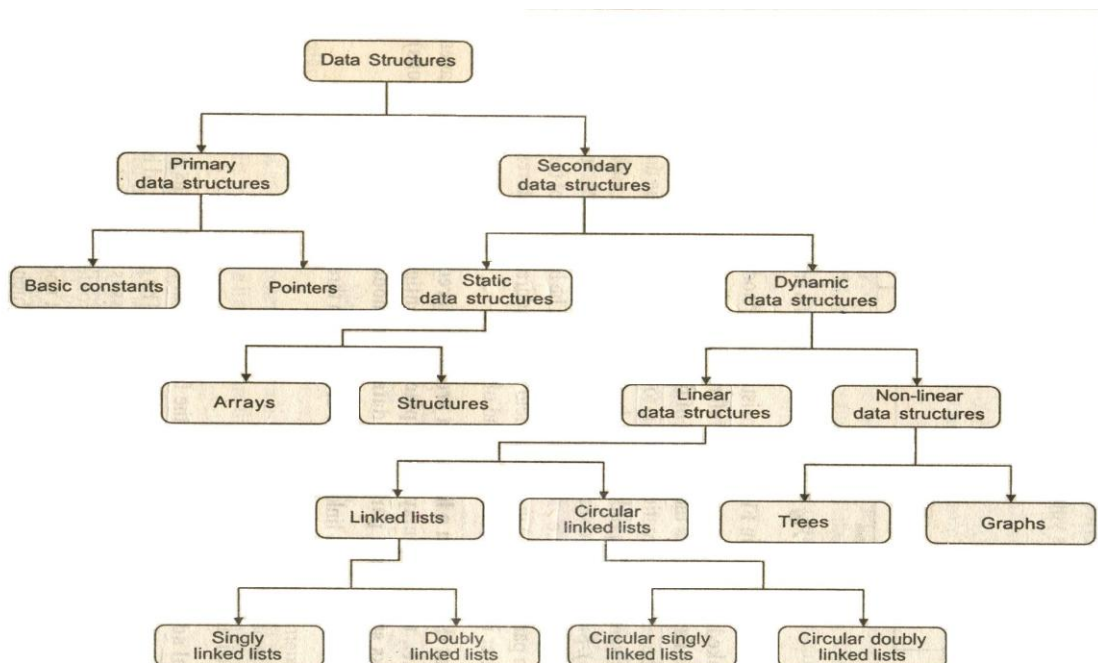 Data Structures
Primary
data structures
Secondary
data structures
Basic constants
Pointers
Static
data structures
Dynamic
data structures
Arrays
Structures
Linear
data structures
Non-linear
data structures
Linked lists
Circular
linked lists
Trees
Graphs
Singly
linked lists
Doubly
linked lists
Circular singly
linked lists
Circular doubly
linked lists